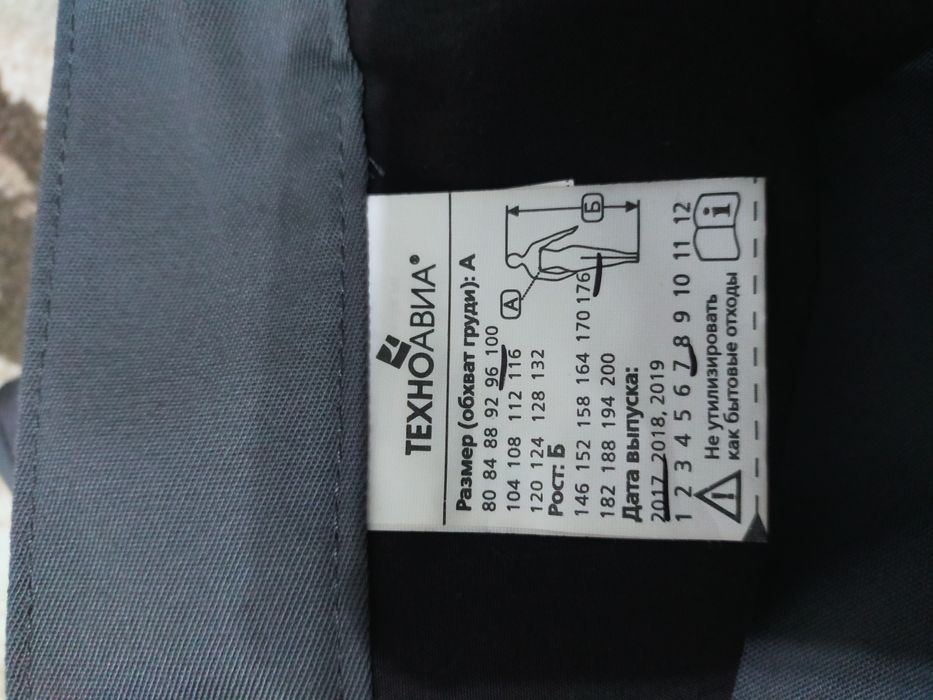 ТЕХНОАВИА®
Размер (обхват груди): А
80 84 88 92 96 100
104 108 112 116
120 124 128 132
Рост: Б
146 152 158 164 170 176
182 188 194 200
Дата выпуска:
2017 2018, 2019
1 2 3 4 5 6 7 8 9 10 11 12
Не утилизировать
как бытовые отходы
А
Б
i